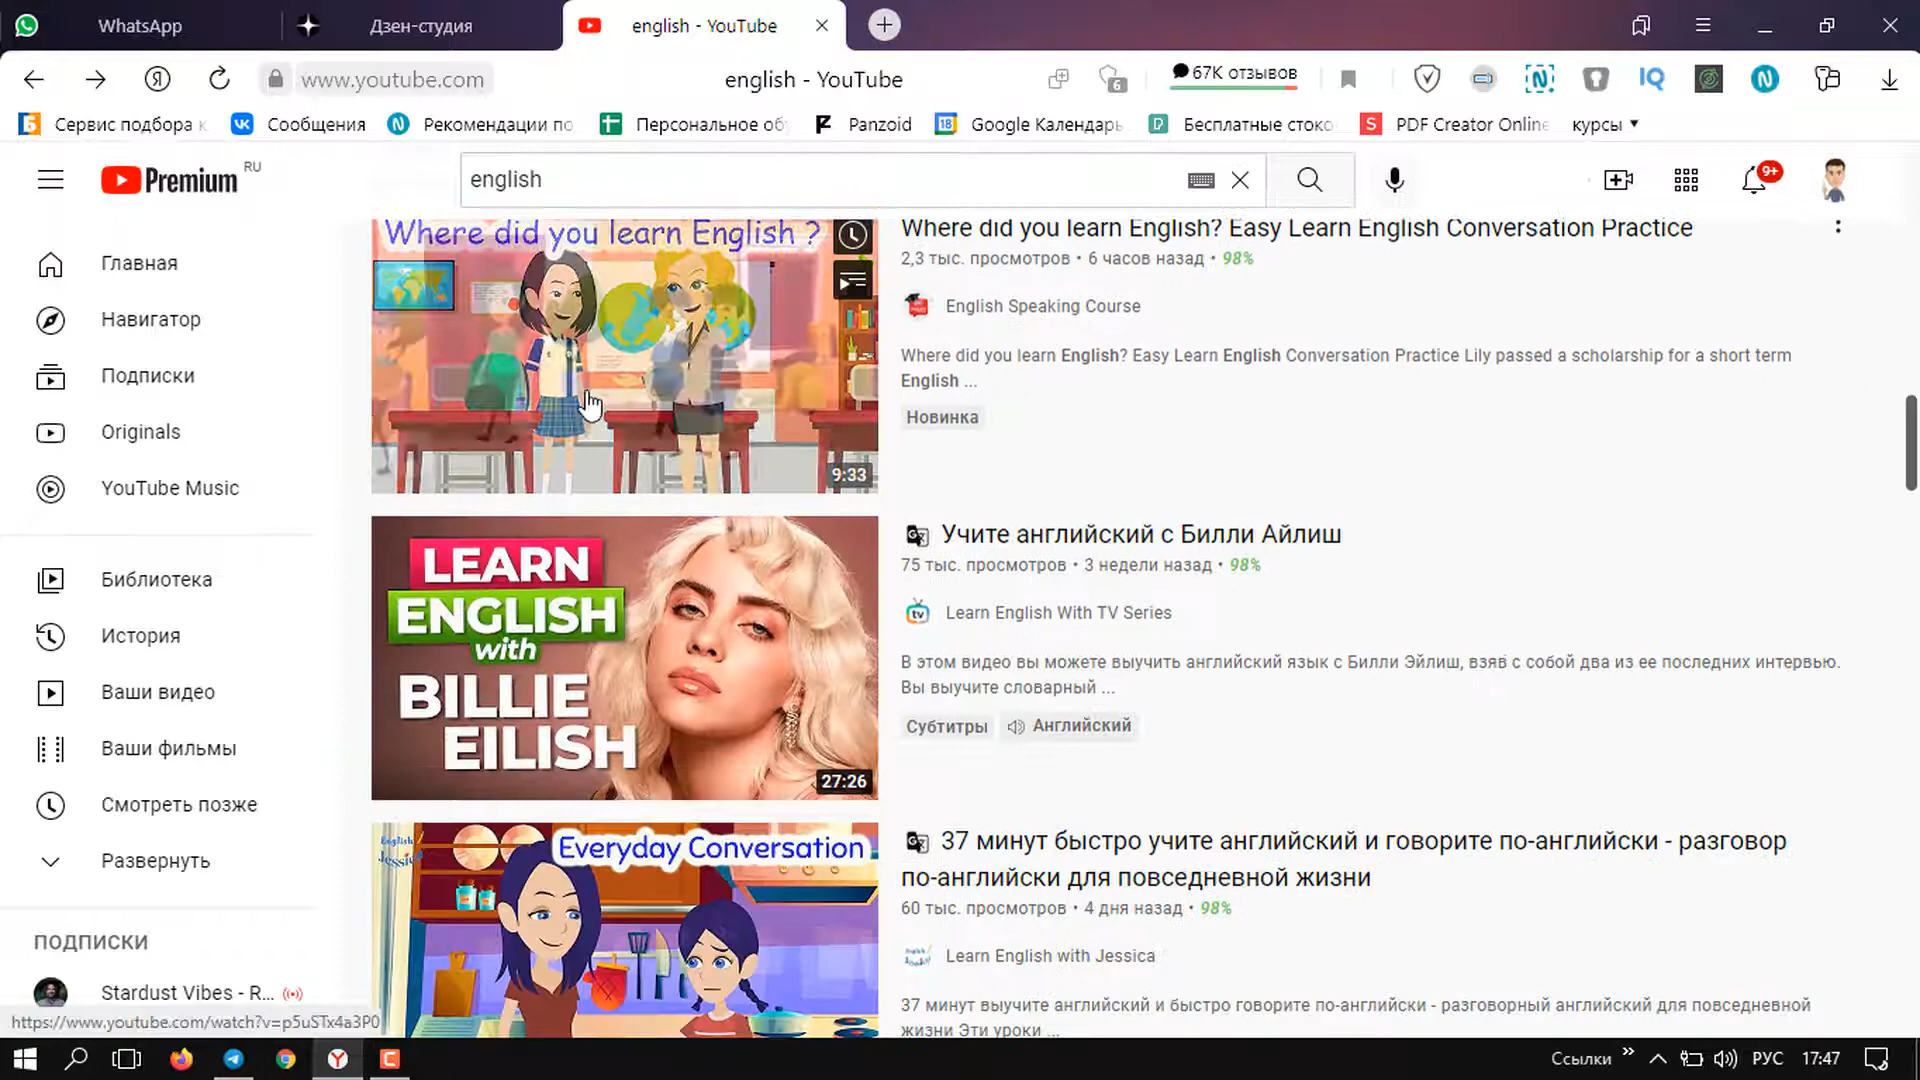 WhatsApp
Дзен-студия
english - YouTube
www.youtube.com
english - YouTube
6
67К отзывов
Сервис подбора к
Сообщения
Рекомендации по
Персональное об
Panzoid
18
Google Календарь
Бесплатные стоко
PDF Creator Online
курсы
Premium
RU
english
9+
Главная
Навигатор
Подписки
Originals
YouTube Music
Библиотека
История
Ваши видео
Ваши фильмы
Смотреть позже
Развернуть
ПОДПИСКИ
Stardust Vibes - R...
https://www.youtube.com/watch?v=p5uSTx4a3P0
Where did you learn English ?
9:33
Where did you learn English? Easy Learn English Conversation Practice
2,3 тыс. просмотров • 6 часов назад • 98%
English Speaking Course
Where did you learn English? Easy Learn English Conversation Practice Lily passed a scholarship for a short term
English ...
Новинка
LEARN
ENGLISH
with
BILLIE
EILISH
27:26
Учите английский с Билли Айлиш
75 тыс. просмотров • 3 недели назад • 98%
Learn English With TV Series
В этом видео вы можете выучить английский язык с Билли Эйлиш, взяв с собой два из ее последних интервью.
Вы выучите словарный ...
Субтитры
Английский
English
Jessica
Everyday Conversation
37 минут быстро учите английский и говорите по-английски - разговор
по-английски для повседневной жизни
60 тыс. просмотров • 4 дня назад • 98%
Learn English with Jessica
37 минут выучите английский и быстро говорите по-английски - разговорный английский для повседневной
жизни Эти уроки ...
Ссылки
РУС
17:47